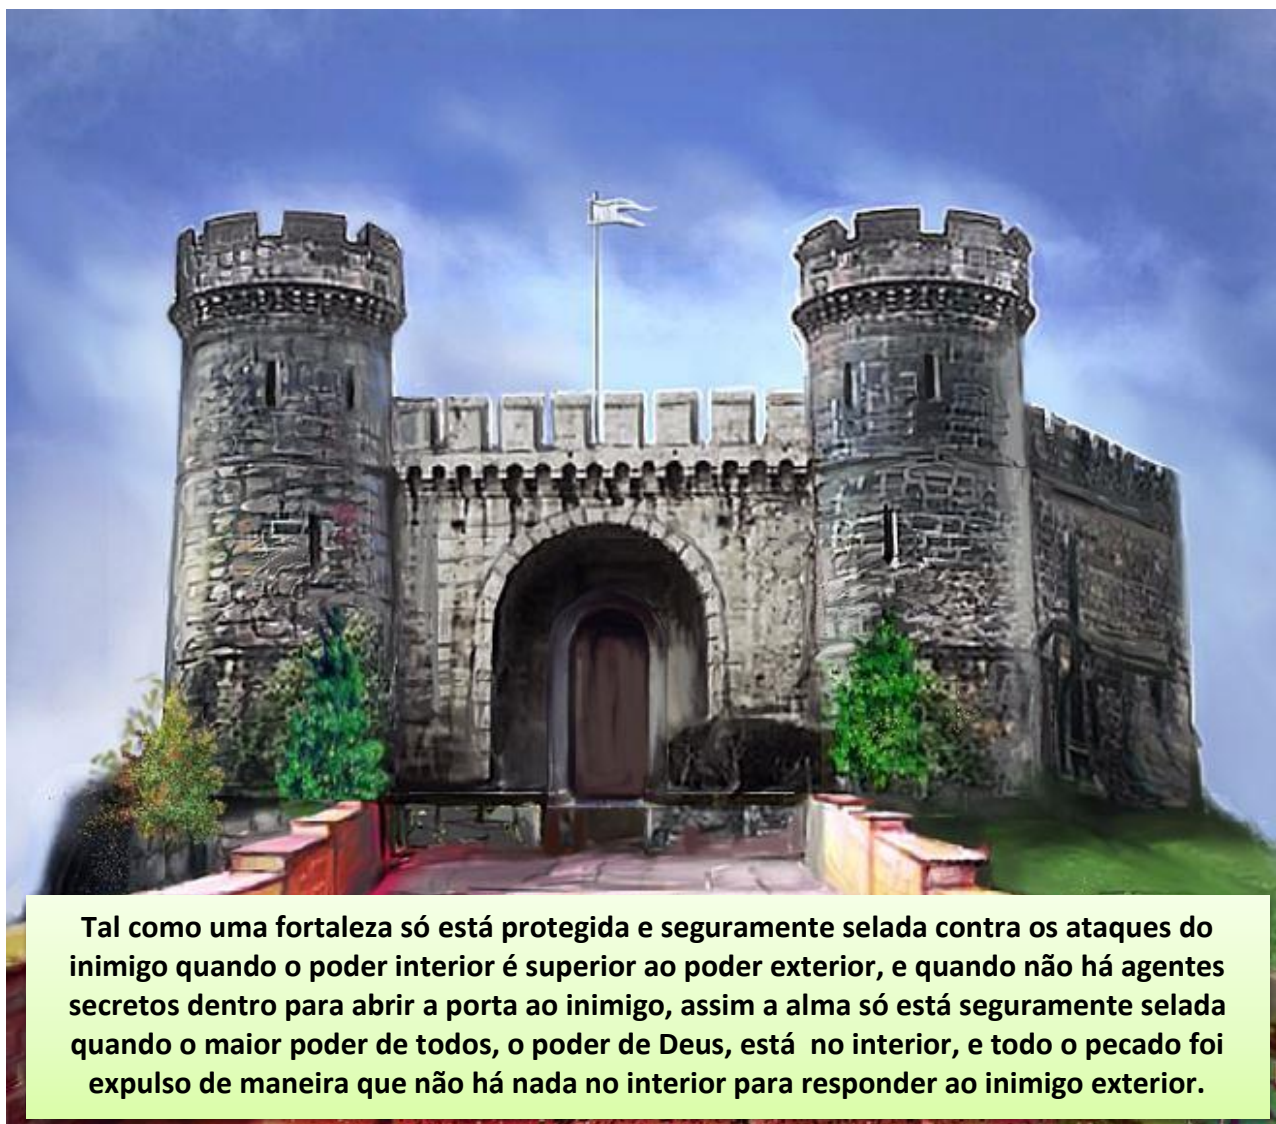 Tal como uma fortaleza só está protegida e seguramente selada contra os ataques do
inimigo quando o poder interior é superior ao poder exterior, e quando não há agentes
secretos dentro para abrir a porta ao inimigo, assim a alma só está seguramente selada
quando o maior poder de todos, o poder de Deus, está  no interior, e todo o pecado foi
expulso de maneira que não há nada no interior para responder ao inimigo exterior.